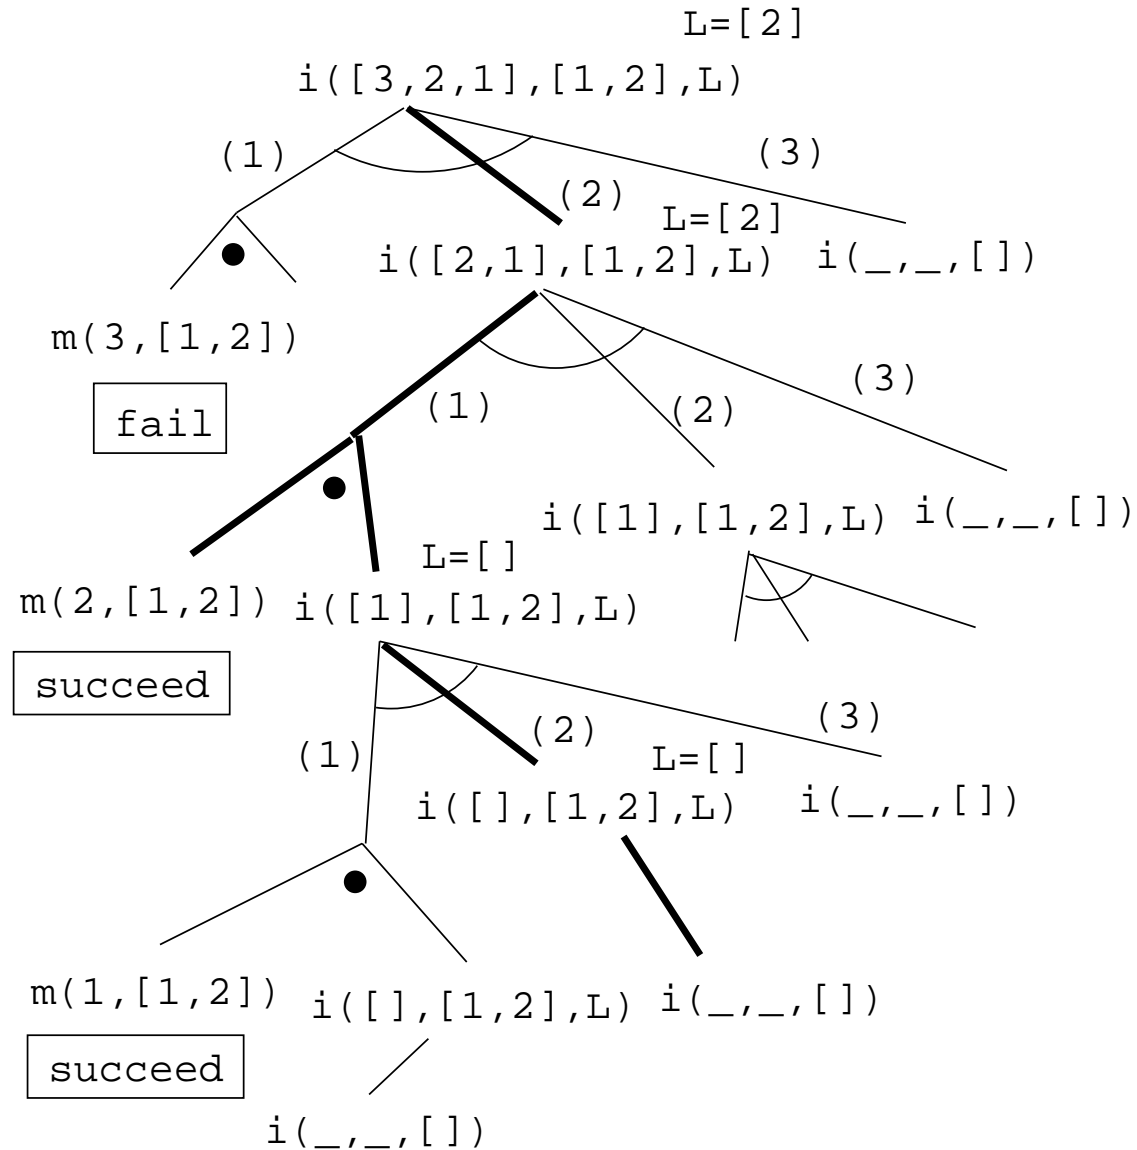 L=[2]
i([3,2,1],[1,2],L)
(1)
(3)
(2)
L=[2]
i([2,1],[1,2],L)
i(_,_,[])
m(3,[1,2])
fail
(1)
(2)
(3)
i([1],[1,2],L)
i(_,_,[])
L=[]
m(2,[1,2])
i([1],[1,2],L)
succeed
(1)
(2)
(3)
L=[]
i([],[1,2],L)
i(_,_,[])
m(1,[1,2])
i([],[1,2],L)
i(_,_,[])
succeed
i(_,_,[])